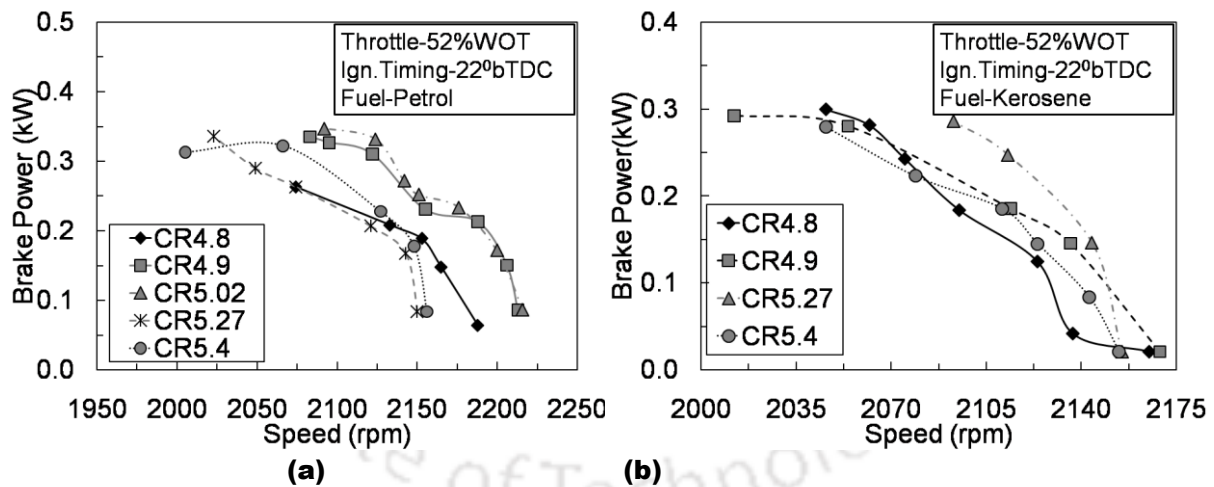 0.5
0.4
0.3
0.2
0.1
0.0
Brake Power (kW)
Throttle-52%WOT
Ign.Timing-22⁰bTDC
Fuel-Petrol
CR4.8
CR4.9
CR5.02
CR5.27
CR5.4
1950 2000 2050 2100 2150 2200 2250
Speed (rpm)
(a)
0.4
0.3
0.2
0.1
0.0
Brake Power(kW)
Throttle-52%WOT
Ign.Timing-22⁰bTDC
Fuel-Kerosene
CR4.8
CR4.9
CR5.27
CR5.4
2000 2035 2070 2105 2140 2175
Speed (rpm)
(b)
of Technolo